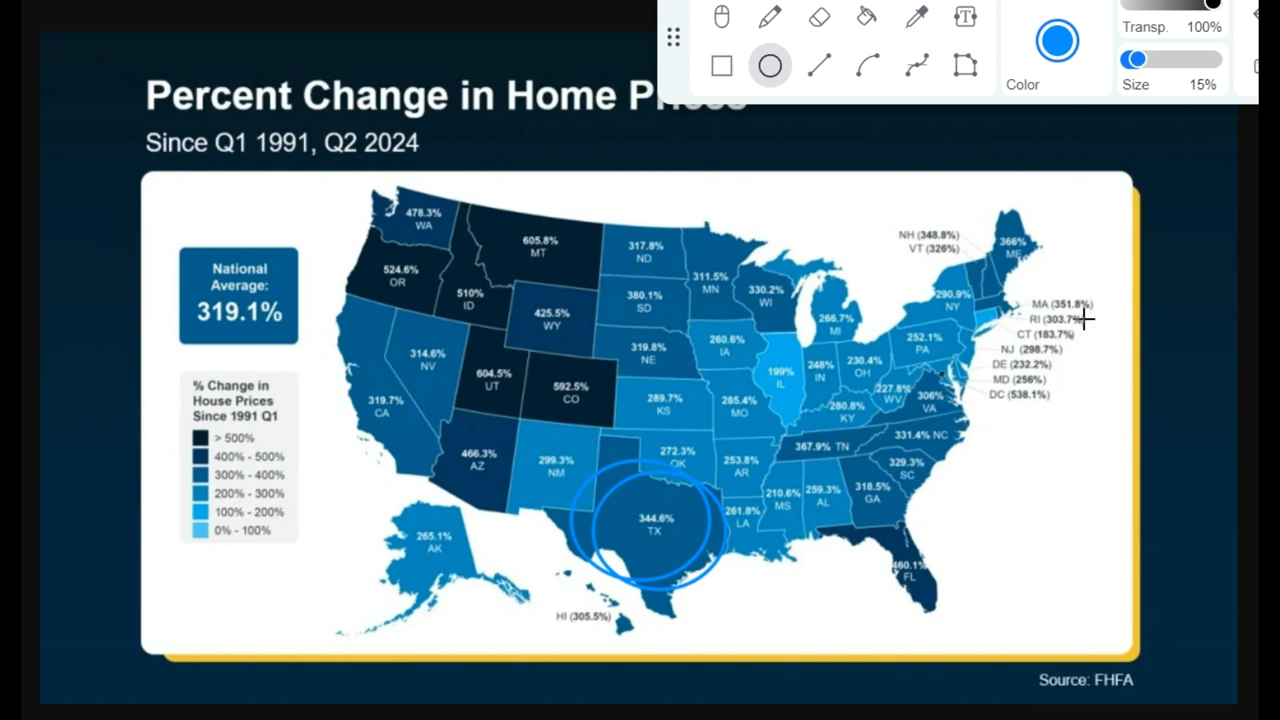 Transp. 100%
Color
Size 15%
Percent Change in Home Prices
Since Q1 1991, Q2 2024
National
Average:
319.1%
% Change in
House Prices
Since 1991 Q1
> 500%
400% - 500%
300% - 400%
200% - 300%
100% - 200%
0% - 100%
478.3%
WA
524.6%
OR
510%
ID
605.8%
MT
317.8%
ND
311.5%
MN
330.2%
WI
380.1%
SD
425.5%
WY
266.7%
MI
319.8%
NE
260.6%
IA
314.6%
NV
604.5%
UT
592.5%
CO
319.7%
CA
289.7%
KS
285.4%
MO
199%
IL
248%
IN
230.4%
OH
227.8%
WV
280.8%
KY
306%
VA
252.1%
PA
290.9%
NY
366%
ME
NH (348.8%)
VT (326%)
MA (351.8%)
RI (303.7%)
CT (183.7%)
NJ (298.7%)
DE (232.2%)
MD (256%)
DC (538.1%)
466.3%
AZ
299.3%
NM
272.3%
OK
253.8%
AR
367.9% TN
331.4% NC
329.3%
SC
318.5%
GA
259.3%
AL
210.6%
MS
261.8%
LA
344.6%
TX
460.1%
FL
265.1%
AK
HI (305.5%)
Source: FHFA